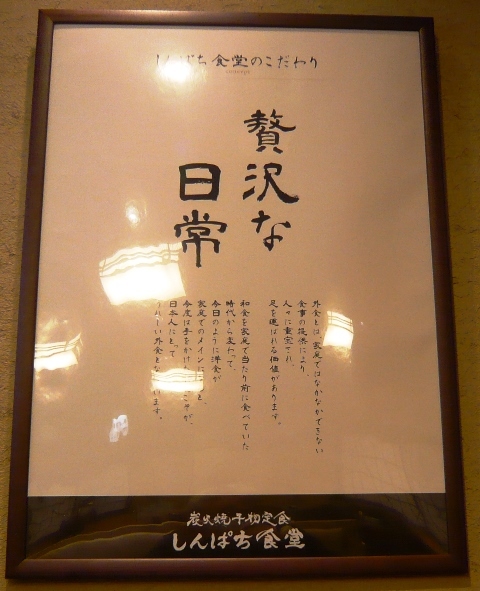 しんぱち食堂のこだわり
贅沢な
日常
外食とは、家庭ではなかなかできない
食事の提供により、
人々に重宝され、
足を運ばれる価値があります。
和食を家庭で当たり前に食べていた
時代から変わって、
今日のように洋食が
家庭でのメインに
今度は手をかけ こそが、
日本人にとって
しい外食とな います。
炭火焼干物定食
しんぱち食堂